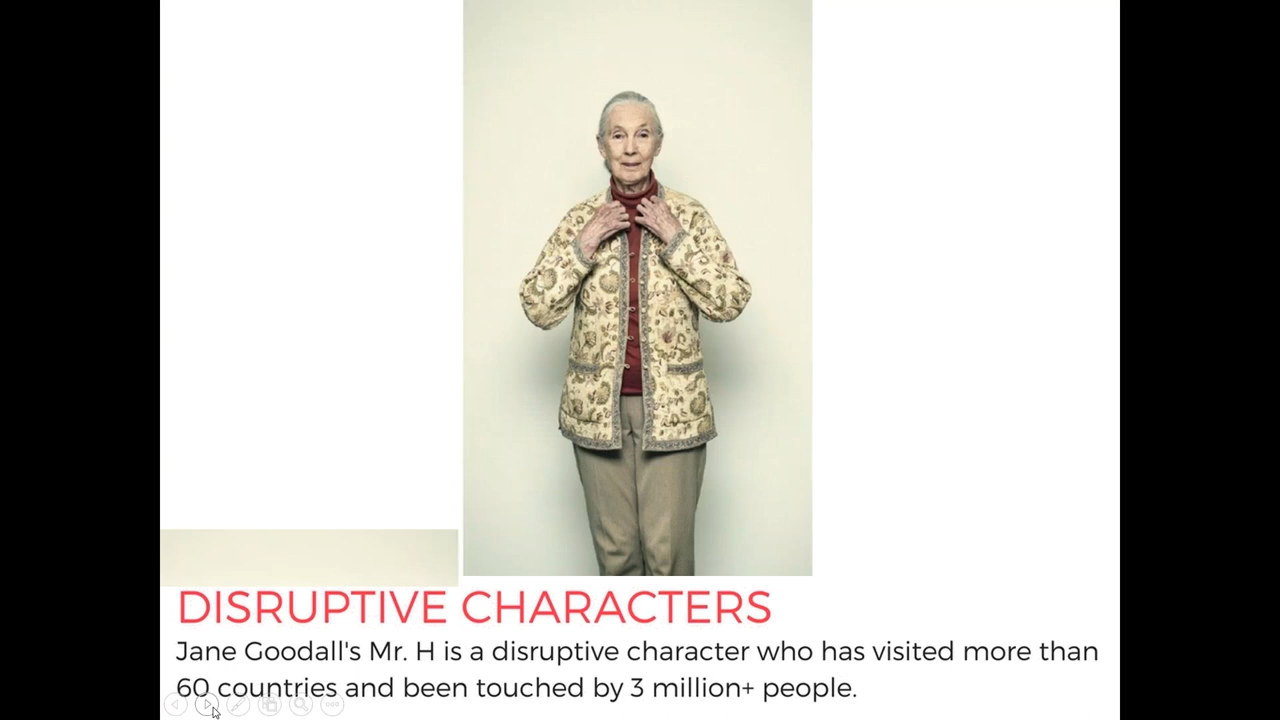 DISRUPTIVE CHARACTERS
Jane Goodall's Mr. H is a disruptive character who has visited more than
60 countries and been touched by 3 million+ people.